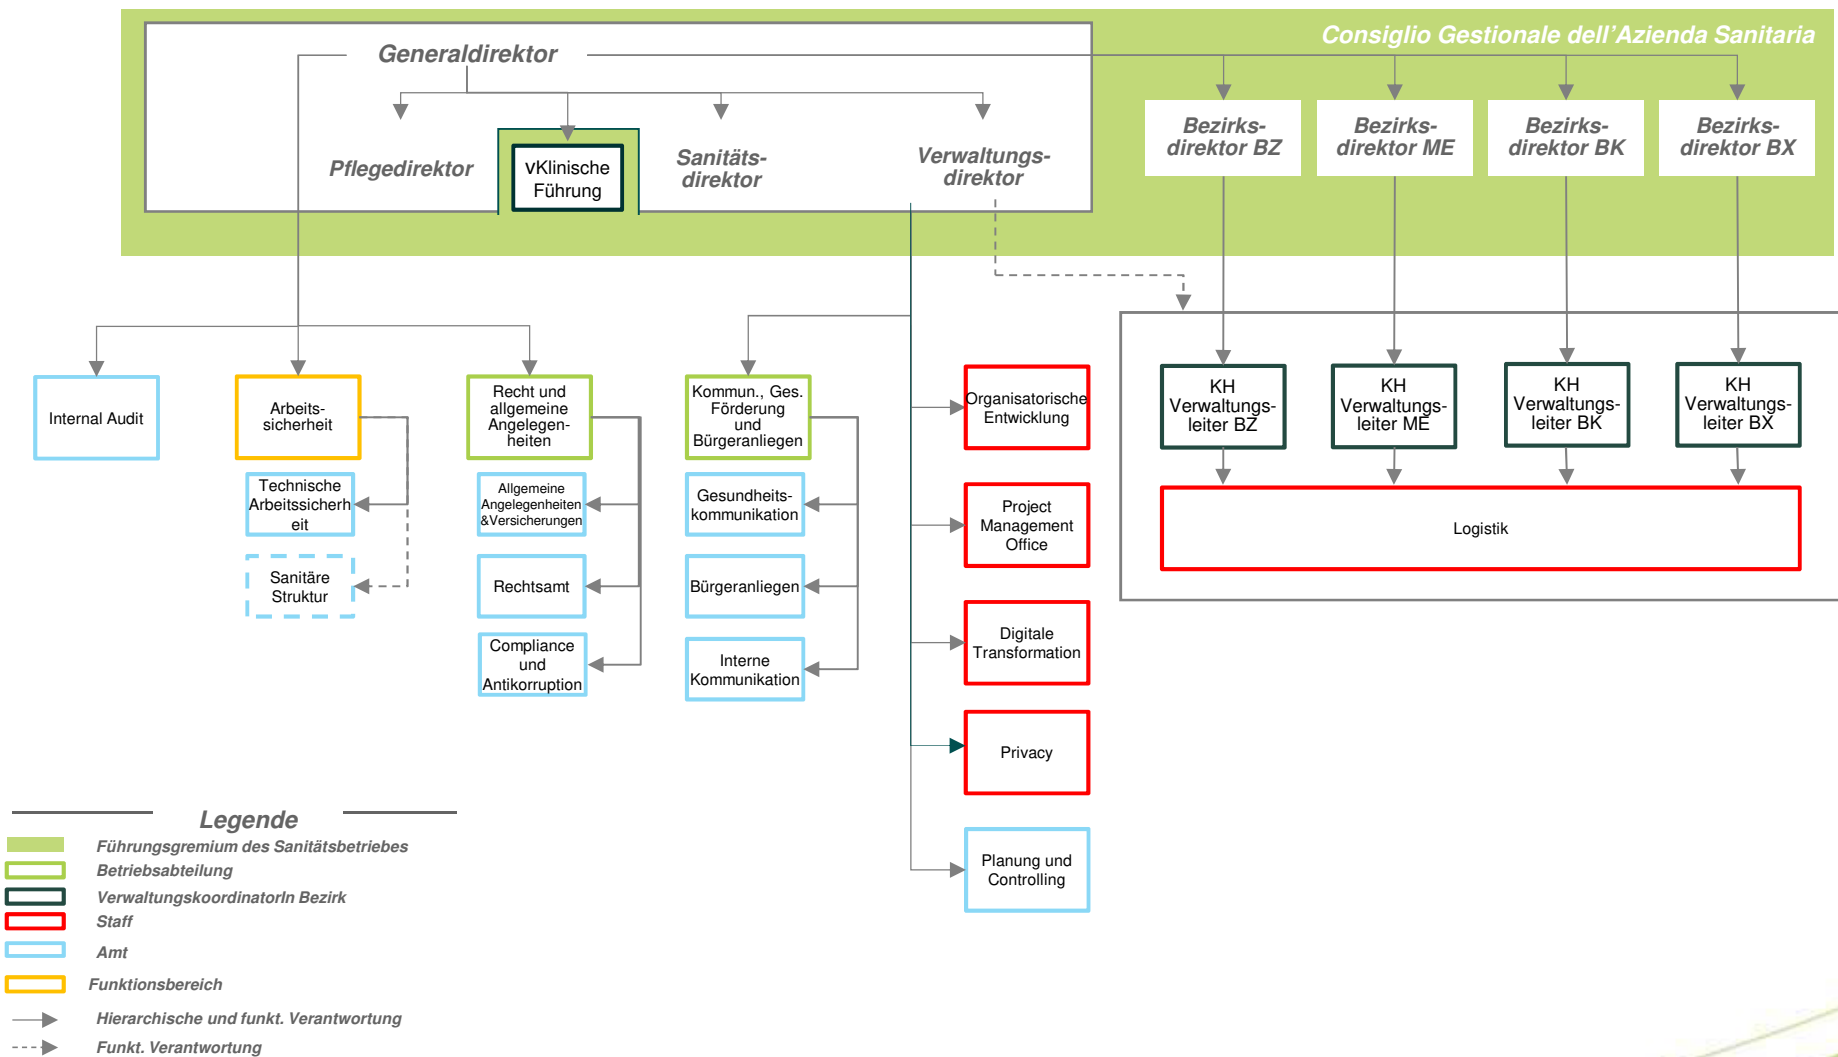 Consiglio Gestionale dell'Azienda Sanitaria
Generaldirektor
Pflegedirektor
vKlinische
Führung
Sanitäts-
direktor
Verwaltungs-
direktor
Bezirks-
direktor BZ
Bezirks-
direktor ME
Bezirks-
direktor BK
Bezirks-
direktor BX
Internal Audit
Arbeits-
sicherheit
Technische
Arbeitssicherh
eit
Sanitäre
Struktur
Recht und
allgemeine
Angelegen-
heiten
Allgemeine
Angelegenheiten
&Versicherungen
Rechtsamt
Compliance
und
Antikorruption
Kommun., Ges.
Förderung
und
Bürgeranliegen
Gesundheits-
kommunikation
Bürgeranliegen
Interne
Kommunikation
Organisatorische
Entwicklung
Project
Management
Office
Digitale
Transformation
Privacy
Planung und
Controlling
KH
Verwaltungs-
leiter BZ
KH
Verwaltungs-
leiter ME
KH
Verwaltungs-
leiter BK
KH
Verwaltungs-
leiter BX
Logistik
Legende
Führungsgremium des Sanitätsbetriebes
Betriebsabteilung
VerwaltungskoordinatorIn Bezirk
Staff
Amt
Funktionsbereich
Hierarchische und funkt. Verantwortung
Funkt. Verantwortung